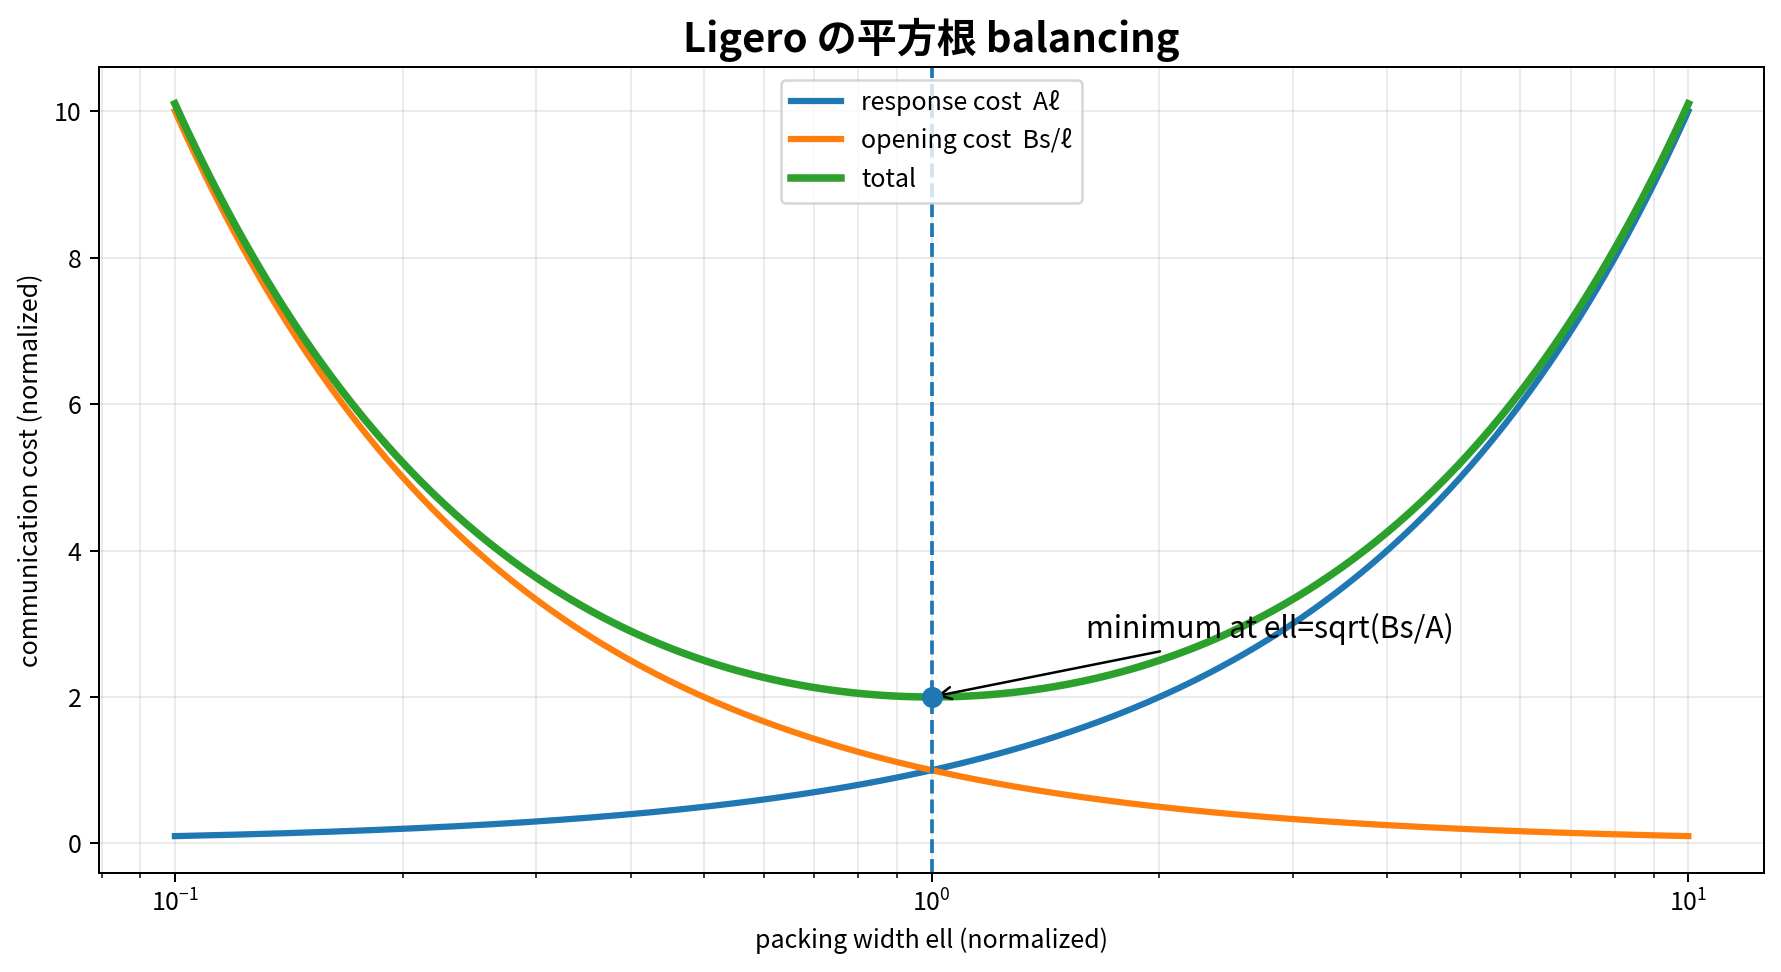 Ligero の平方根 balancing
response cost Aℓ
opening cost Bs/ℓ
total
communication cost (normalized)
10
8
6
4
2
0
minimum at ell=sqrt(Bs/A)
10⁻¹
10⁰
10¹
packing width ell (normalized)